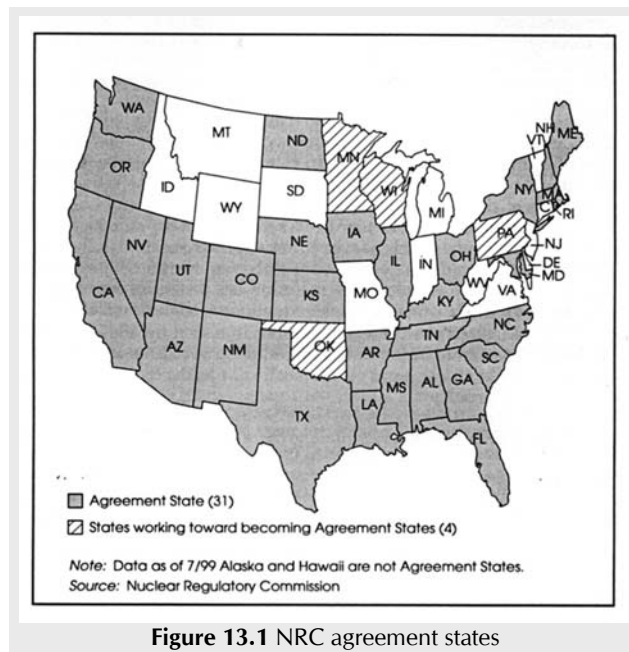 WA
MT
ND
MN
VT
NH
ME
OR
ID
SD
WI
MI
NY
MA
RI
WY
NV
UT
CO
NE
IA
IL
IN
OH
PA
NJ
DE
MD
WV
VA
CA
KS
MO
KY
NC
AZ
NM
OK
AR
TN
SC
TX
LA
MS
AL
GA
FL
Agreement State (31)
States working toward becoming Agreement States (4)
Note: Data as of 7/99 Alaska and Hawaii are not Agreement States.
Source: Nuclear Regulatory Commission
Figure 13.1 NRC agreement states